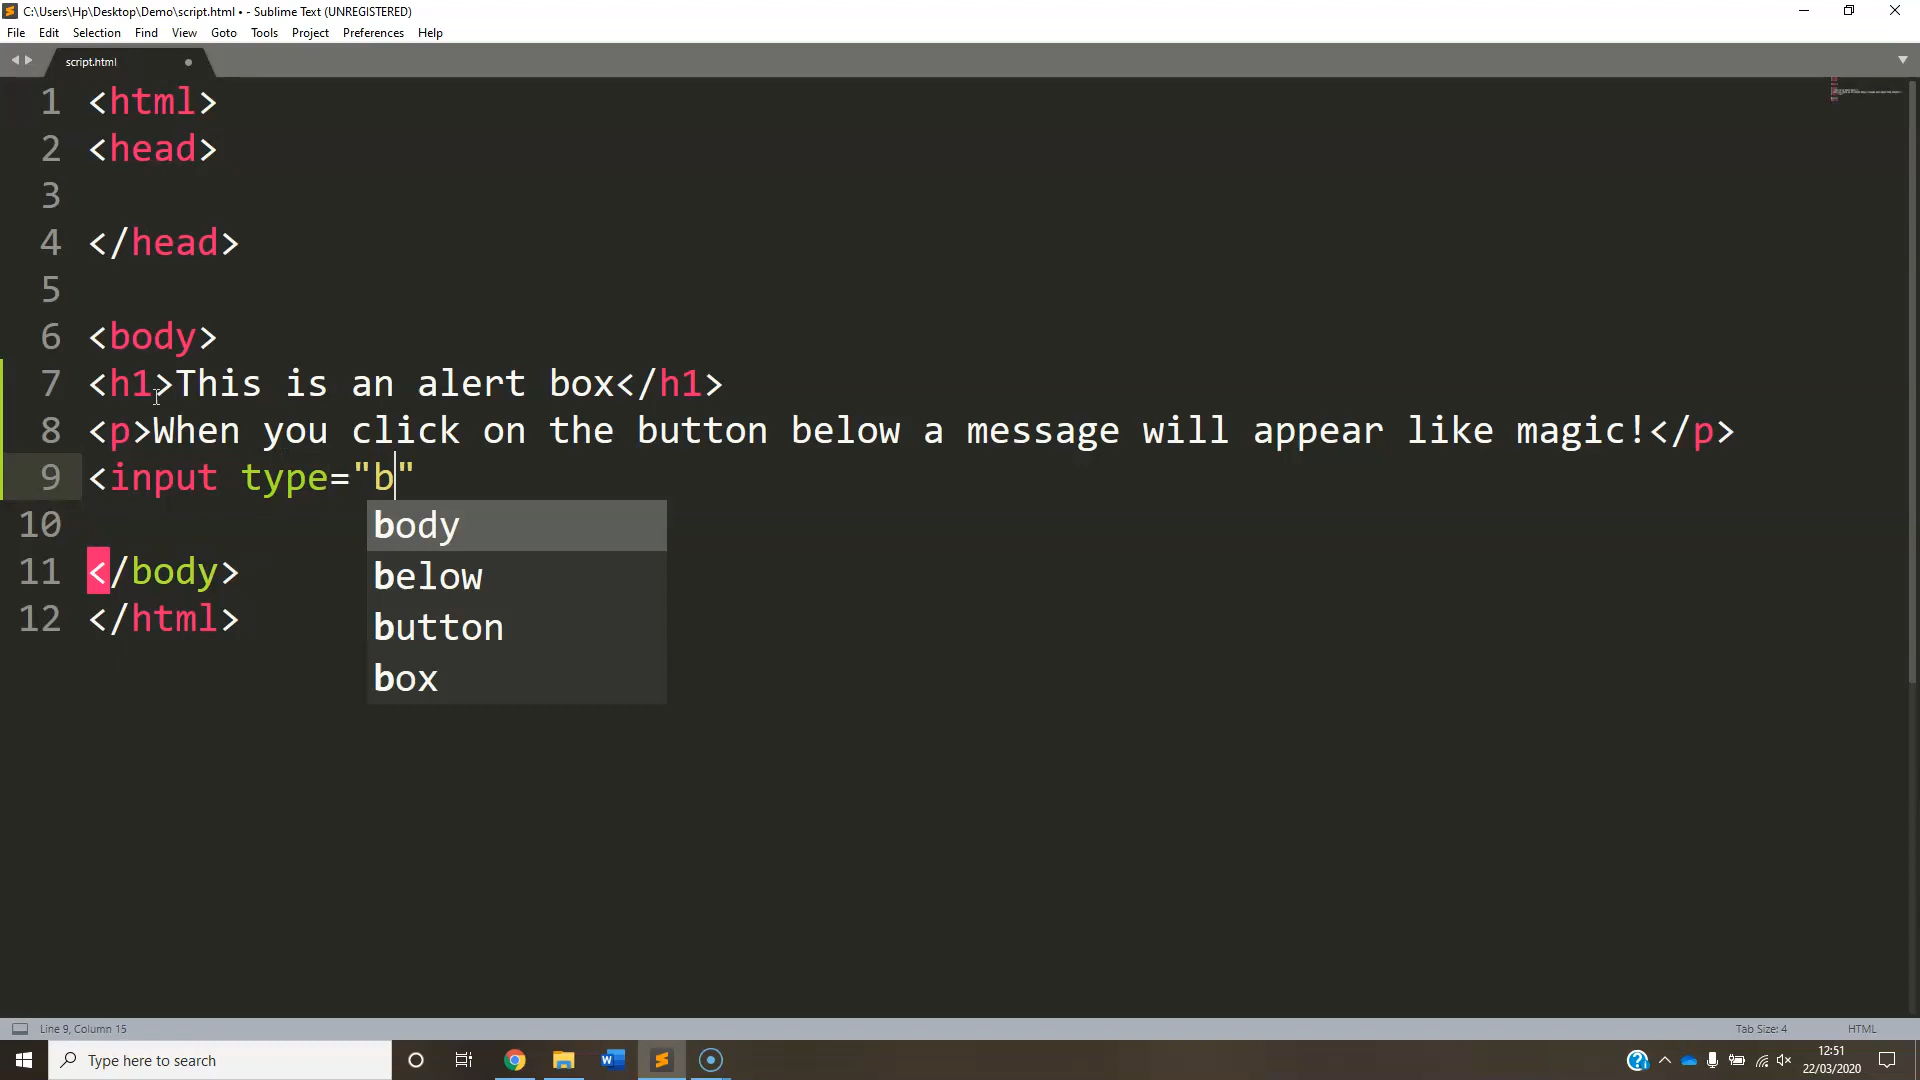 C:\Users\Hp\Desktop\Demo\script.html • - Sublime Text (UNREGISTERED)
File Edit Selection Find View Goto Tools Project Preferences Help
script.html
1 <html>
2 <head>
3
4 </head>
5
6 <body>
7 <h1>This is an alert box</h1>
8 <p>When you click on the button below a message will appear like magic!</p>
9 <input type="b"
body
10
below
11 </body>
12 </html>
button
box
Line 9, Column 15 Tab Size: 4 HTML
Type here to search
12:51
22/03/2020